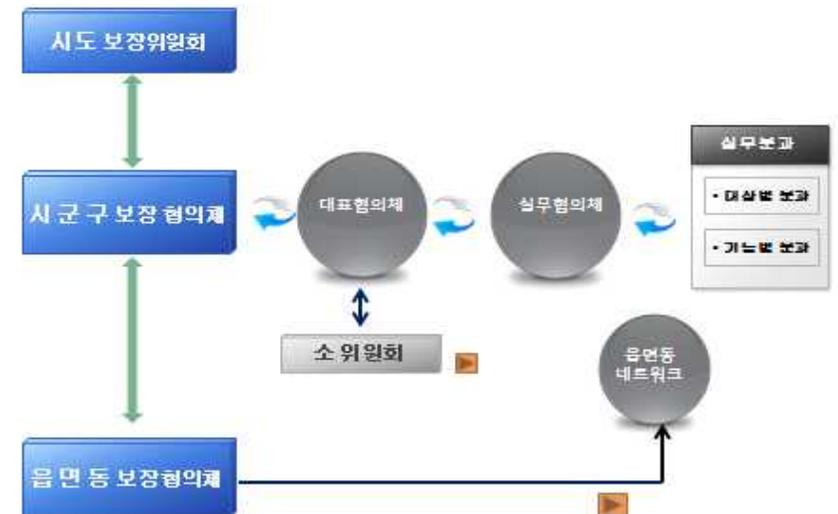 시도 보장위원회
시 군 구 보장 협의체
대표협의체
실무협의체
실무분과
• 대상별 분과
• 기능별 분과
소 위원회
읍면동
네트워크
읍 면 동 보장협의체